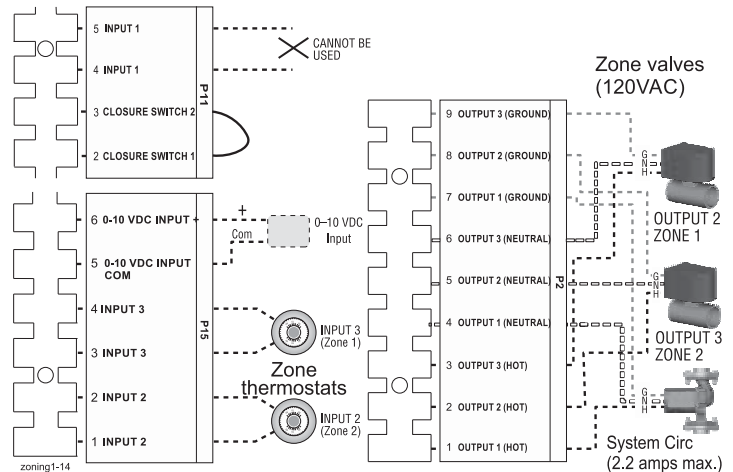 5 INPUT 1
4 INPUT 1
3 CLOSURE SWITCH 2
2 CLOSURE SWITCH 1
P11
CANNOT BE
USED
6 0-10 VDC INPUT +
5 0-10 VDC INPUT
COM
4 INPUT 3
3 INPUT 3
2 INPUT 2
1 INPUT 2
P15
+
Com
0–10 VDC
Input
INPUT 3
(Zone 1)
Zone
thermostats
INPUT 2
(Zone 2)
zoning1-14
Zone valves
(120VAC)
9 OUTPUT 3 (GROUND)
8 OUTPUT 2 (GROUND)
7 OUTPUT 1 (GROUND)
6 OUTPUT 3 (NEUTRAL)
5 OUTPUT 2 (NEUTRAL)
4 OUTPUT 1 (NEUTRAL)
3 OUTPUT 3 (HOT)
2 OUTPUT 2 (HOT)
1 OUTPUT 1 (HOT)
P2
G
N
H
OUTPUT 2
ZONE 1
G
N
H
OUTPUT 3
ZONE 2
G
N
H
System Circ
(2.2 amps max.)